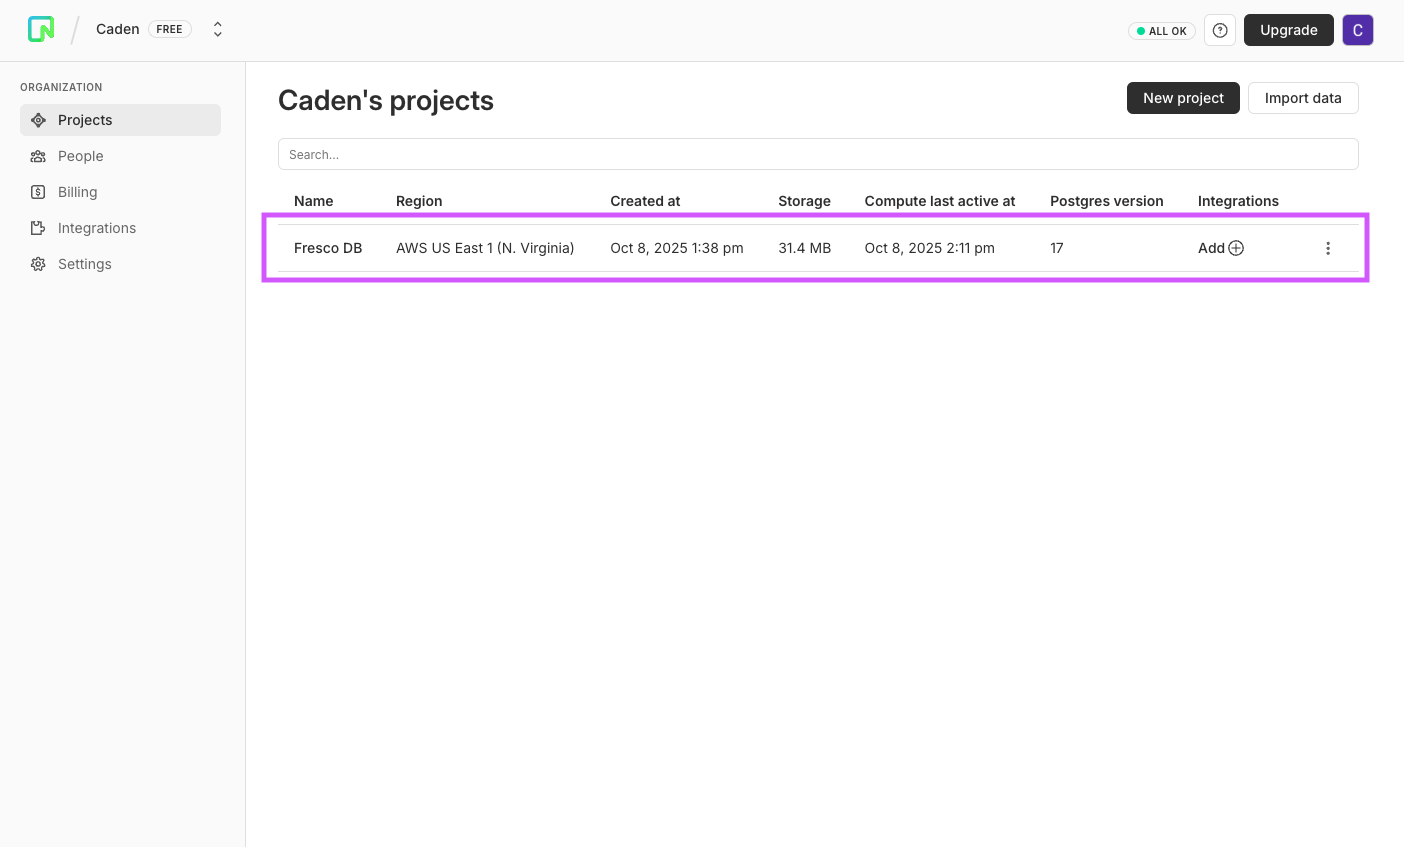 Caden FREE
ALL OK
Upgrade
C
ORGANIZATION
Projects
People
Billing
Integrations
Settings
Caden's projects
New project
Import data
Search...
Name Region Created at Storage Compute last active at Postgres version Integrations
Fresco DB AWS US East 1 (N. Virginia) Oct 8, 2025 1:38 pm 31.4 MB Oct 8, 2025 2:11 pm 17 Add